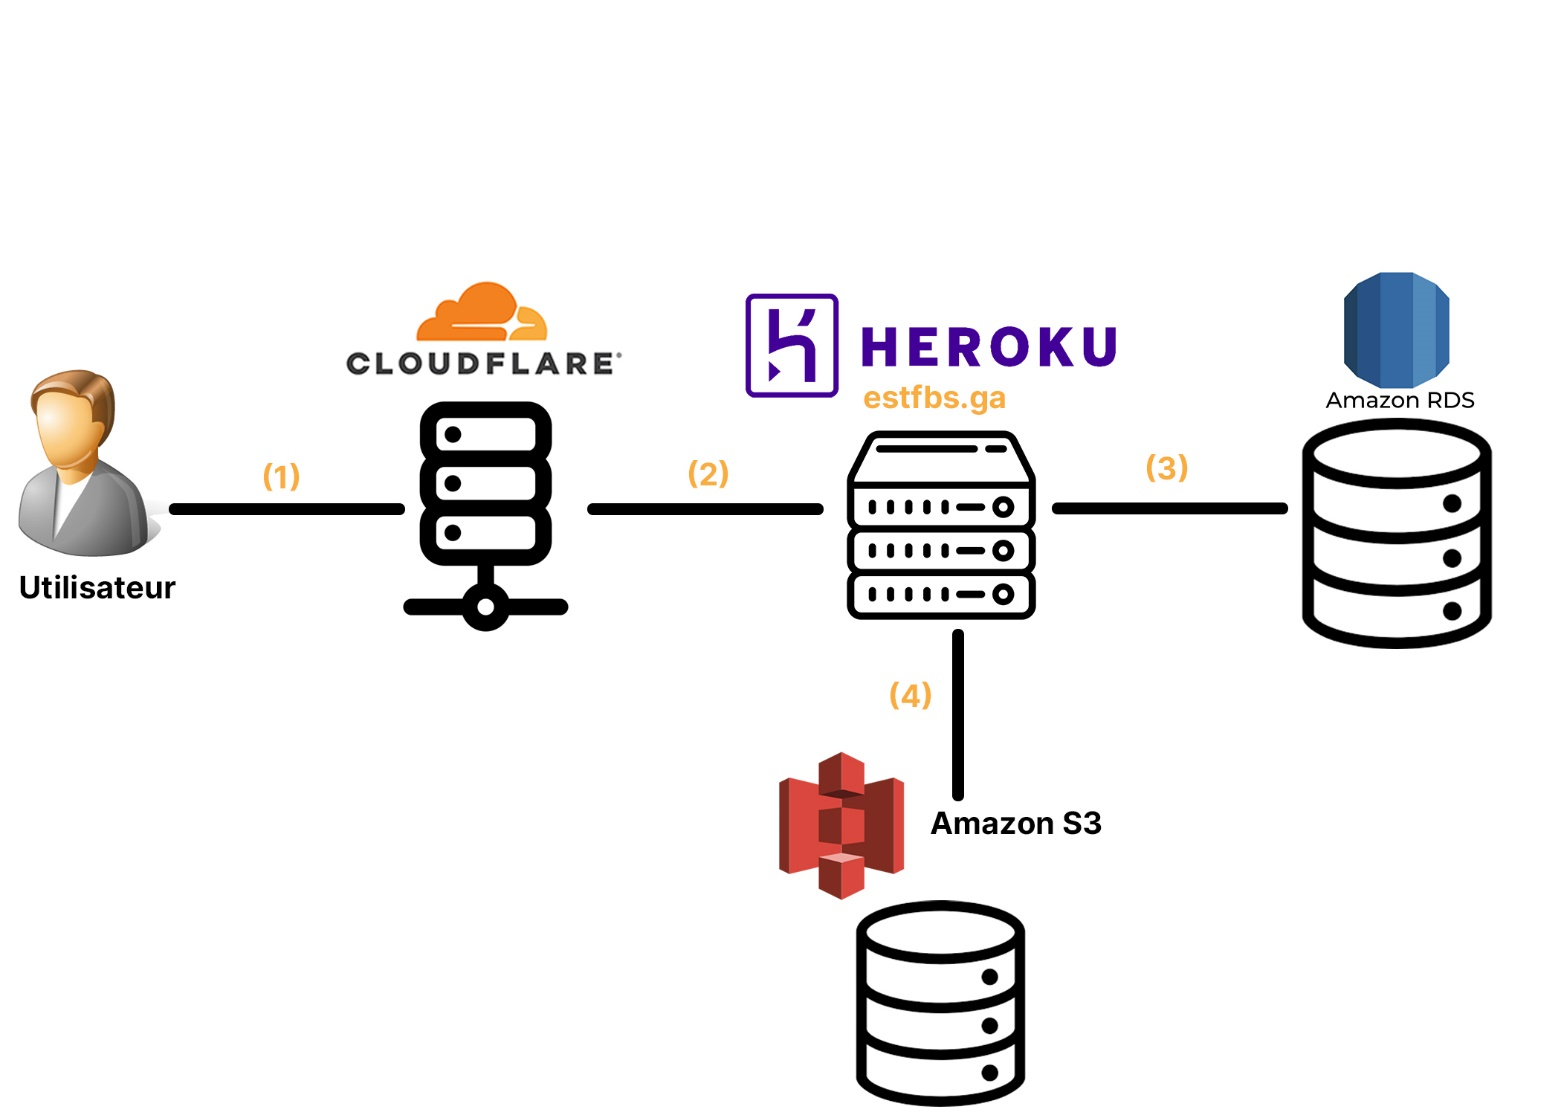 CLOUDFLARE®
HEROKU
estfbs.ga
Amazon RDS
(1)
(2)
(3)
Utilisateur
(4)
Amazon S3